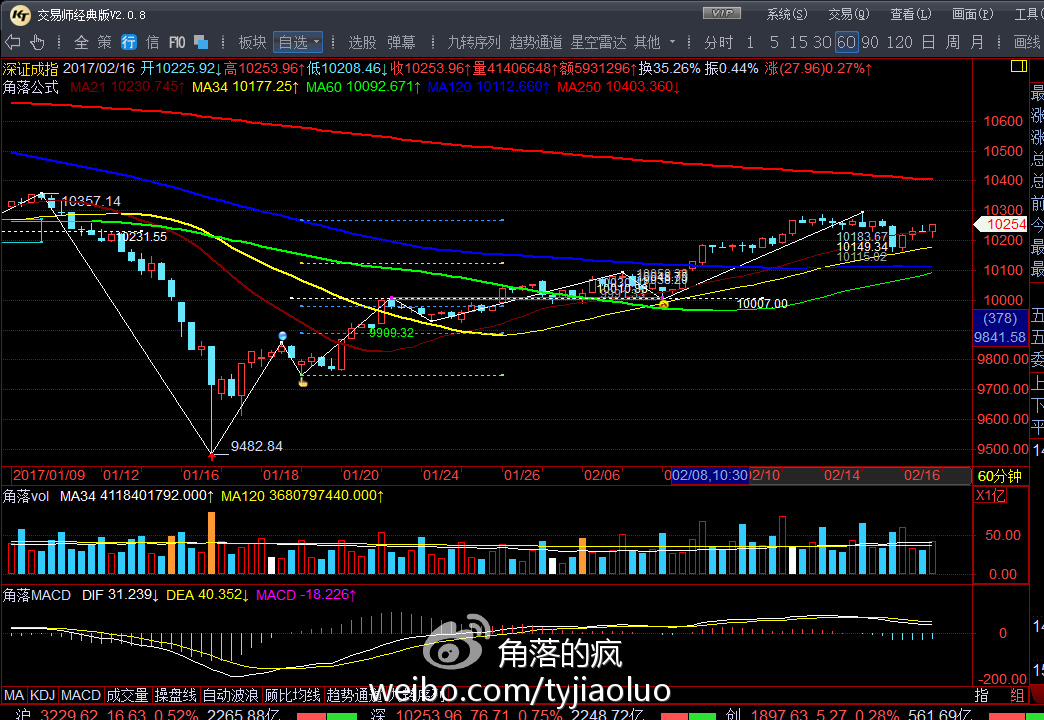 交易师经典版V2.0.8 VIP 系统(S) 交易(Q) 查看(L) 画面(P) 工具(
全 策 行 信 F10 板块 自选 选股 弹幕 九转序列 趋势通道 星空雷达 其他 分时 1 5 15 30 60 90 120 日 周 月 画线
深证成指 2017/02/16 开10225.92↓高10253.96↑低10208.46↓收10253.96↑量41406648↑额5931296↑换35.26% 振0.44% 涨(27.96)0.27%↑
角落公式 MA21 10230.745↑ MA34 10177.25↑ MA60 10092.671↑ MA120 10112.660↑ MA250 10403.360↓
10600
10500
10400
10357.14
10300
10254
10231.55
10183.67
10200
10149.34
10115.02
10100
10007.00
10000
(378)
9999.32
9841.58
9800.00
9700.00
9600.00
9482.84
9500.00
2017/01/09 01/12 01/16 01/18 01/20 01/24 01/26 02/06 02/08,10:30 2/10 02/14 02/16 60分钟
角落vol MA34 4118401792.000↑ MA120 3680797440.000↑ X1亿
50.00
0.00
角落MACD DIF 31.239↓ DEA 40.352↓ MACD -18.226↑
0
角落的疯
-200.00
weibo.com/tyjiaoluo
MA KDJ MACD 成交量 操盘线 自动波浪 顾比均线 趋势通 指 组
沪 3229.62 16.63 0.52% 2265.88亿 深 10253.96 76.71 0.75% 2248.72亿 创 1897.63 5.27 0.28% 561.69亿